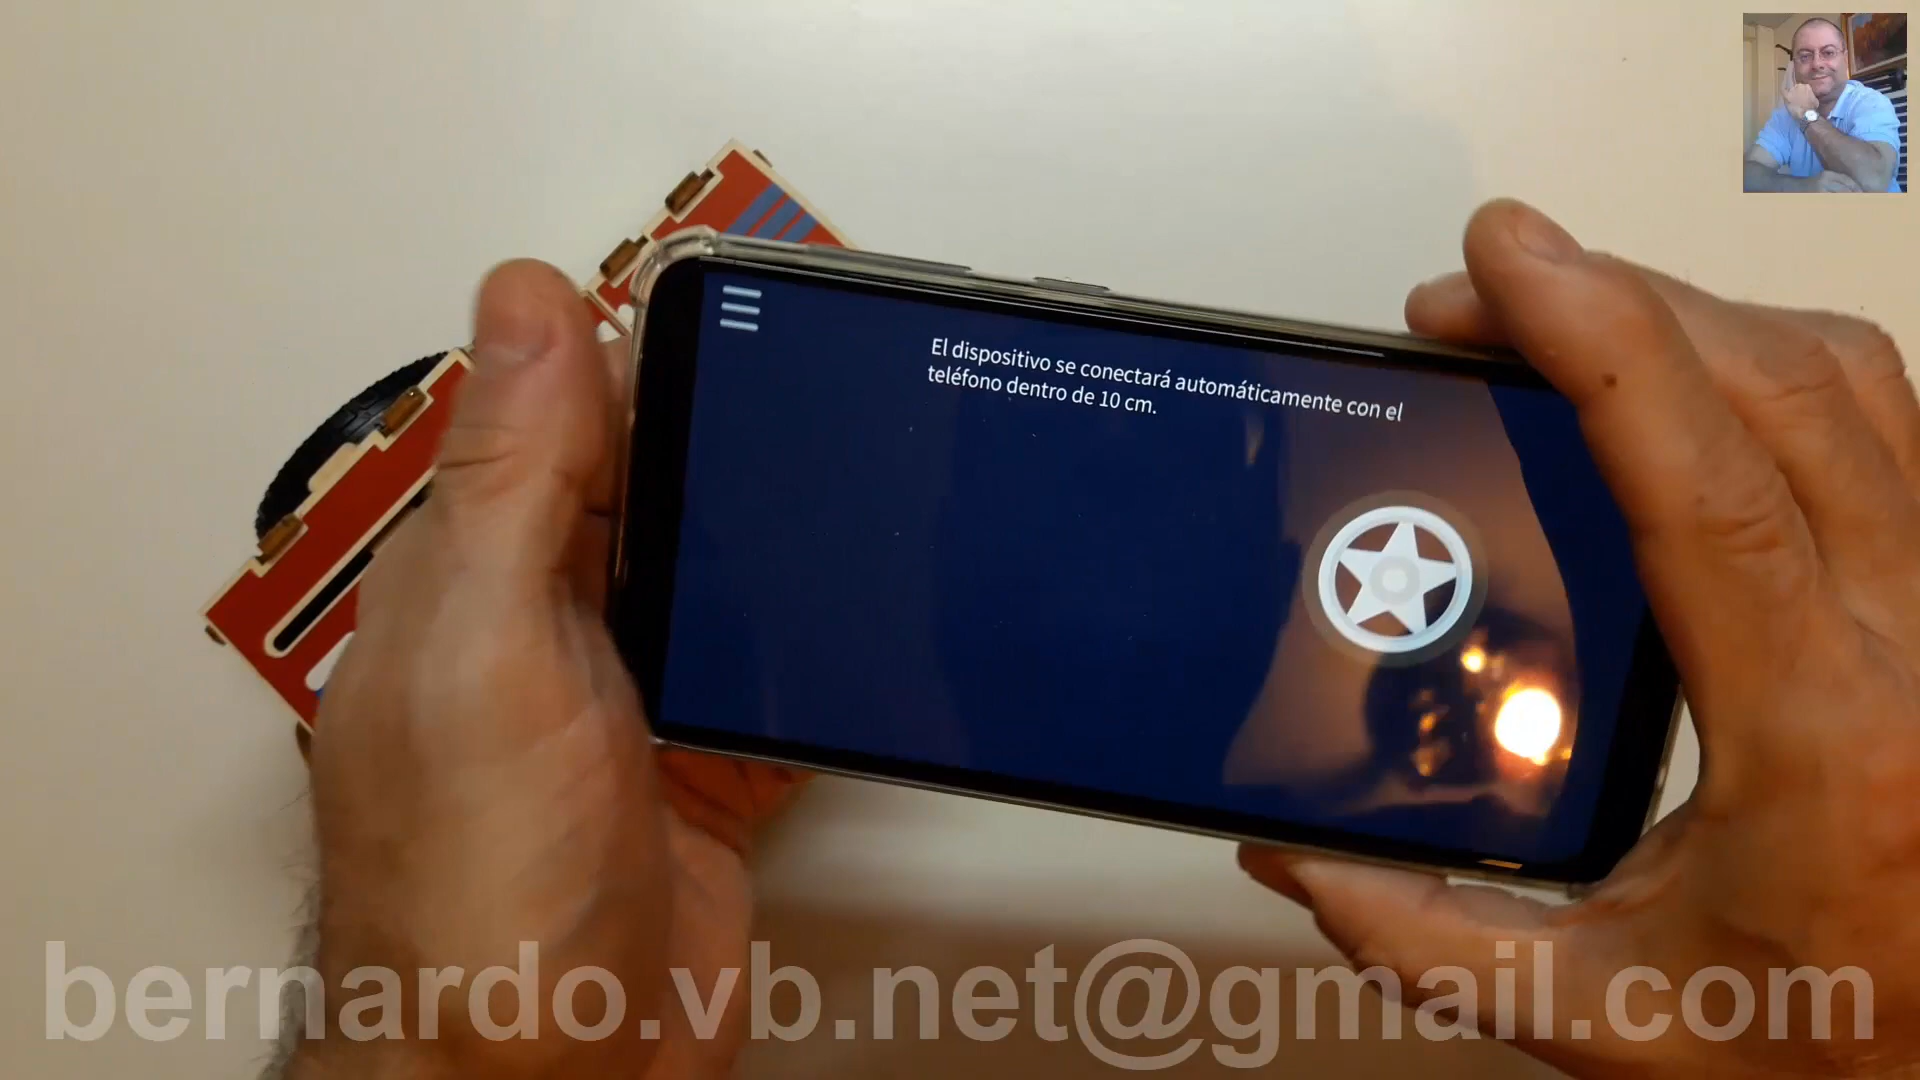 El dispositivo se conectará automáticamente con el
teléfono dentro de 10 cm.
bernardo.vb.net@gmail.com